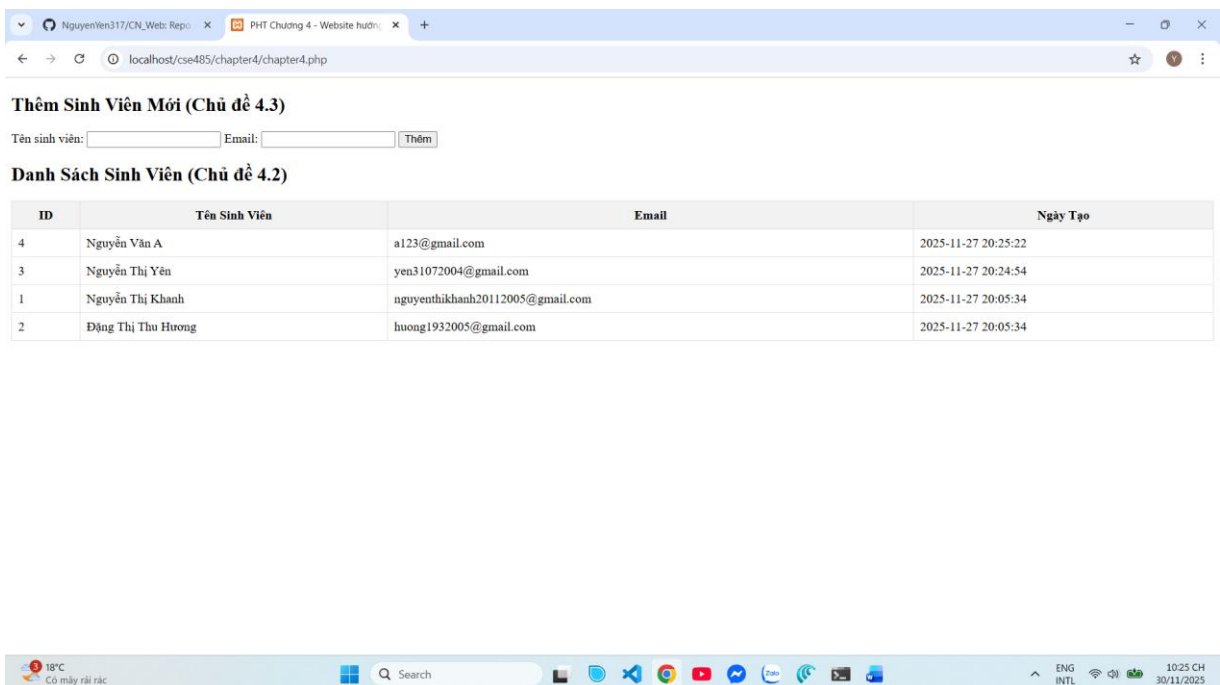 NguyenYen317/CN_Web: Repo
PHT Chương 4 - Website hướng
localhost/cse485/chapter4/chapter4.php
Y
Thêm Sinh Viên Mới (Chủ đề 4.3)
Tên sinh viên: Email: Thêm
Danh Sách Sinh Viên (Chủ đề 4.2)
ID Tên Sinh Viên Email Ngày Tạo
4 Nguyễn Văn A a123@gmail.com 2025-11-27 20:25:22
3 Nguyễn Thị Yên yen31072004@gmail.com 2025-11-27 20:24:54
1 Nguyễn Thị Khanh nguyenthikhanh20112005@gmail.com 2025-11-27 20:05:34
2 Đặng Thị Thu Hương huong1932005@gmail.com 2025-11-27 20:05:34
3 18°C Search Zalo ENG 10:25 CH
Có mây rải rác INTL 30/11/2025